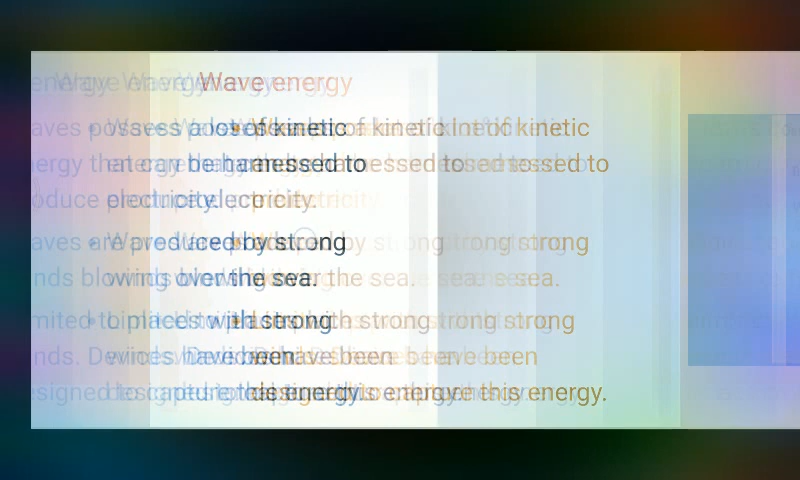 Wave energy
• Waves possess a lot of kinetic
energy that can be harnessed to
produce electricity.
• Waves are produced by strong
winds blowing over the sea.
• Limited to places with strong
winds. Devices have been
designed to capture this energy.